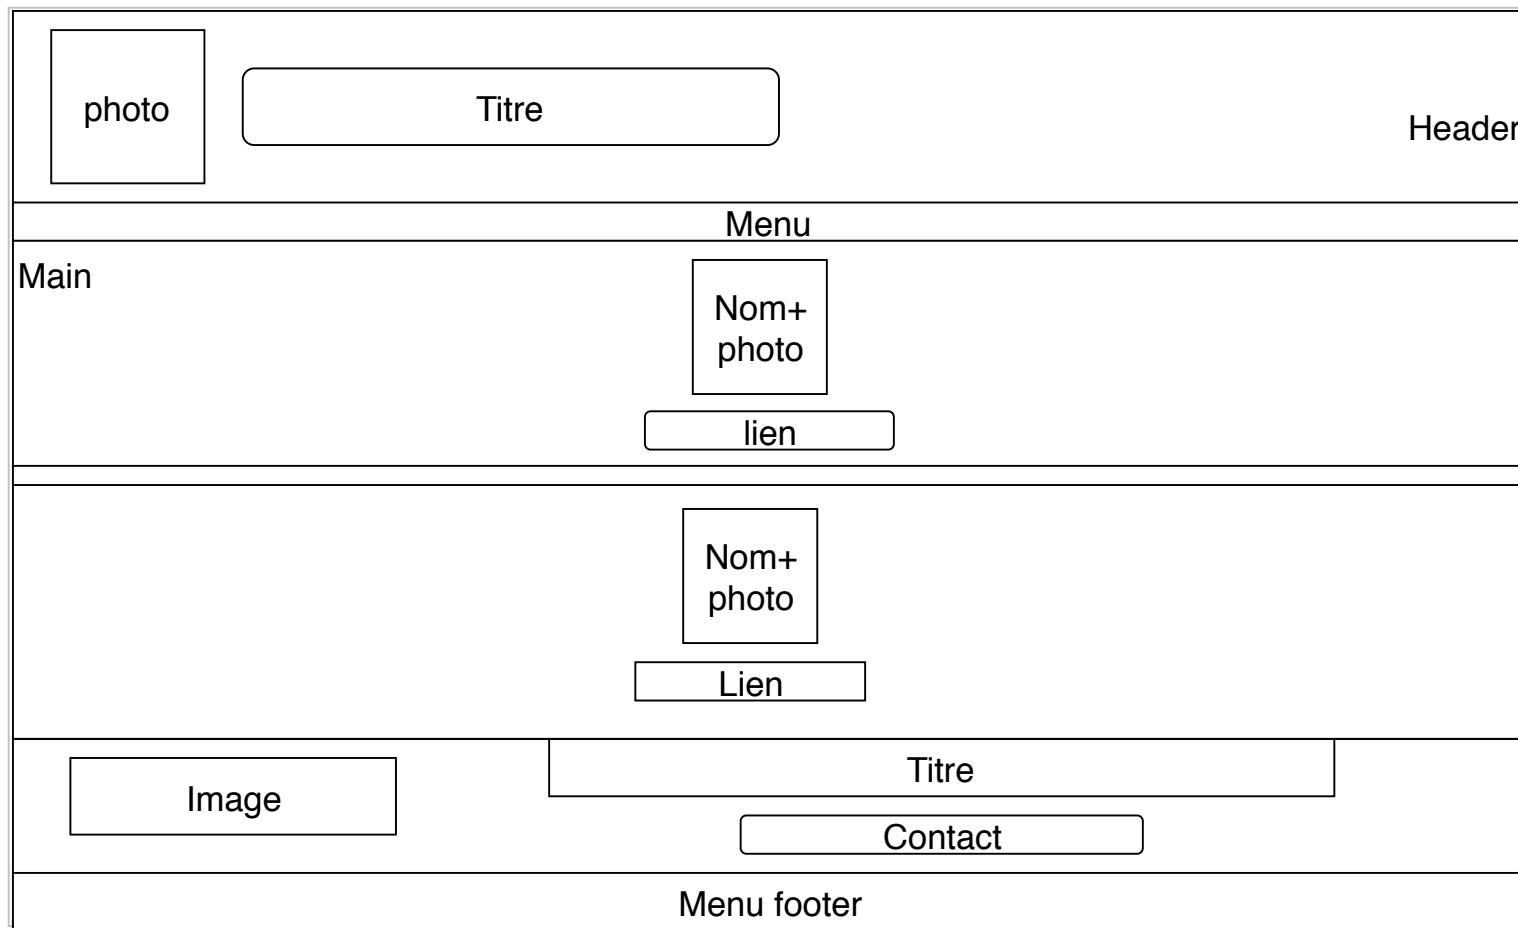 photo
Titre
Header
Menu
Main
Nom+
photo
lien
Nom+
photo
Lien
Image
Titre
Contact
Menu footer